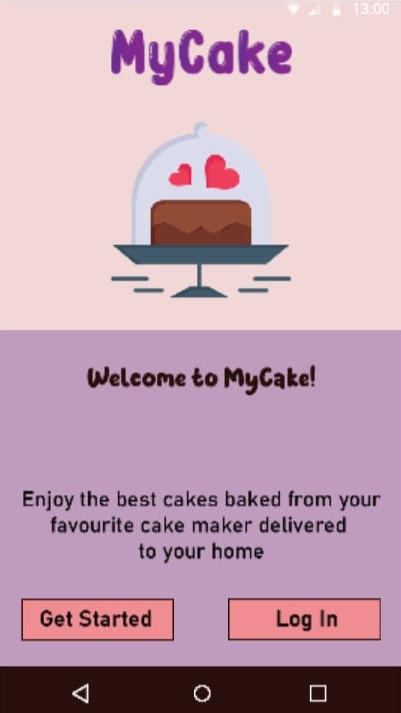 13:00
MyCake
Welcome to MyCake!
Enjoy the best cakes baked from your
favourite cake maker delivered
to your home
Get Started
Log In